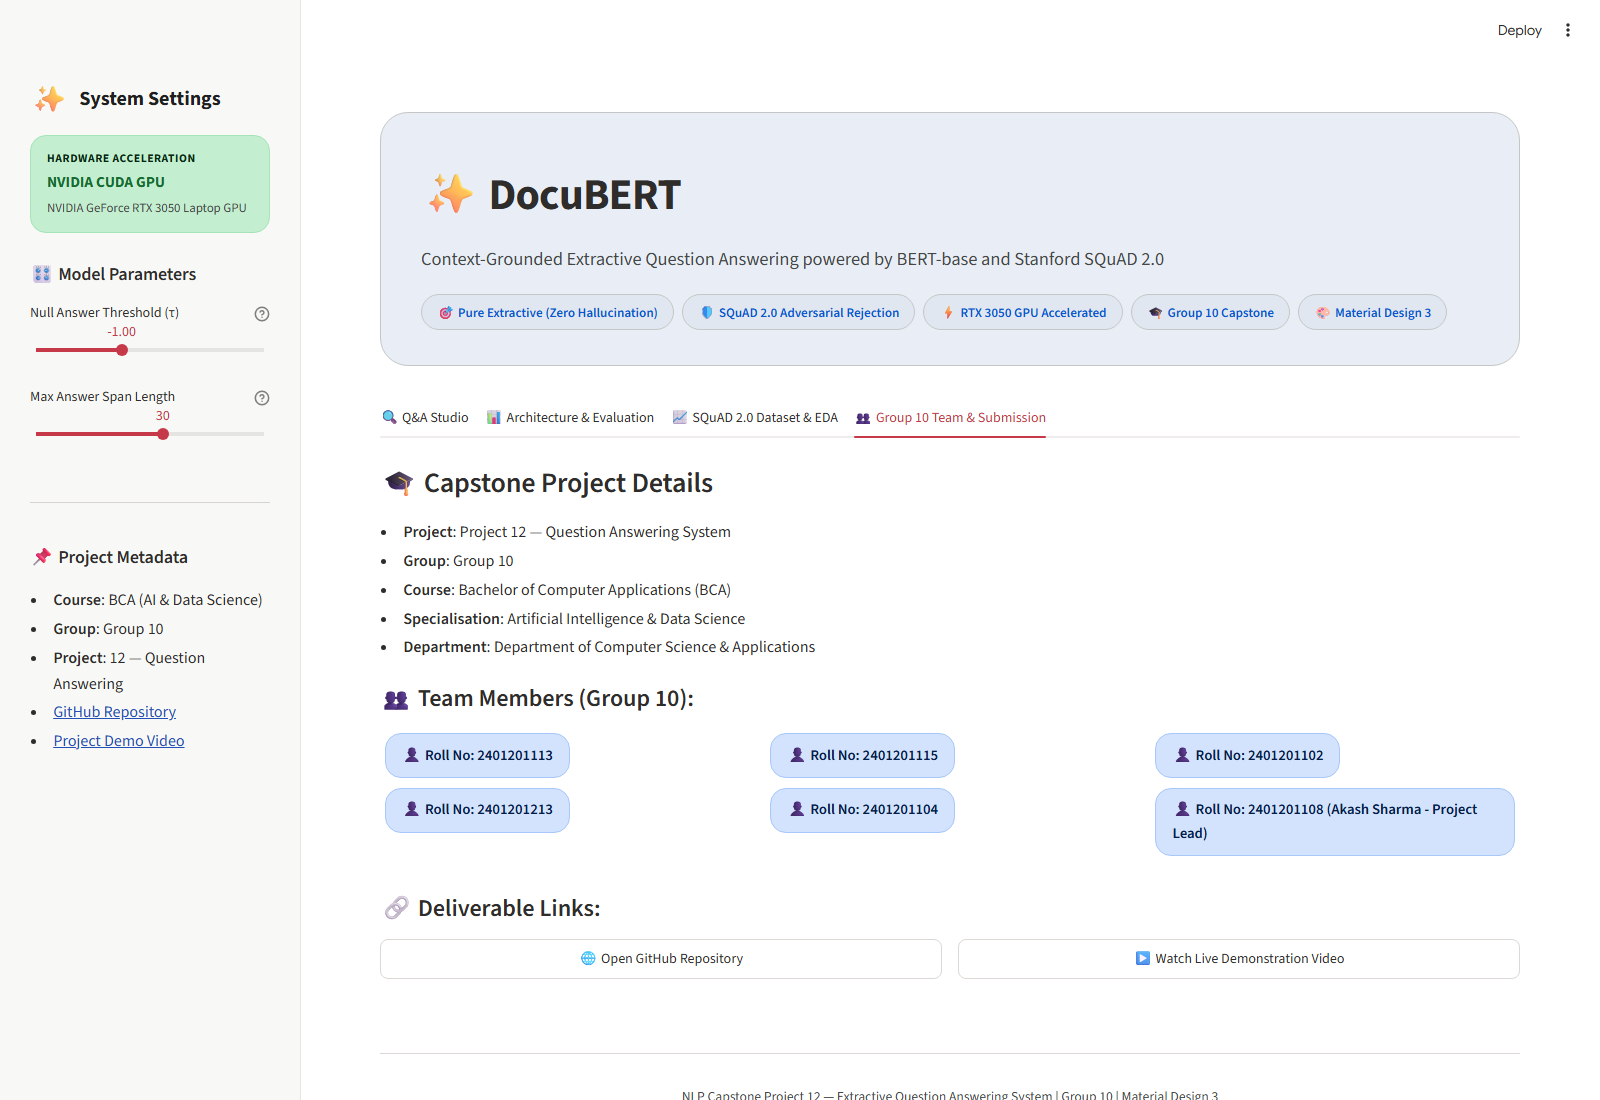 Deploy
System Settings
HARDWARE ACCELERATION
NVIDIA CUDA GPU
NVIDIA GeForce RTX 3050 Laptop GPU
Model Parameters
Null Answer Threshold (τ)
-1.00
Max Answer Span Length
30
Project Metadata
Course: BCA (AI & Data Science)
Group: Group 10
Project: 12 — Question
Answering
GitHub Repository
Project Demo Video
DocuBERT
Context-Grounded Extractive Question Answering powered by BERT-base and Stanford SQuAD 2.0
Pure Extractive (Zero Hallucination)
SQuAD 2.0 Adversarial Rejection
RTX 3050 GPU Accelerated
Group 10 Capstone
Material Design 3
Q&A Studio
Architecture & Evaluation
SQuAD 2.0 Dataset & EDA
Group 10 Team & Submission
Capstone Project Details
Project: Project 12 — Question Answering System
Group: Group 10
Course: Bachelor of Computer Applications (BCA)
Specialisation: Artificial Intelligence & Data Science
Department: Department of Computer Science & Applications
Team Members (Group 10):
Roll No: 2401201113
Roll No: 2401201115
Roll No: 2401201102
Roll No: 2401201213
Roll No: 2401201104
Roll No: 2401201108 (Akash Sharma - Project
Lead)
Deliverable Links:
Open GitHub Repository
Watch Live Demonstration Video
NLP Capstone Project 12 — Extractive Question Answering System | Group 10 | Material Design 3